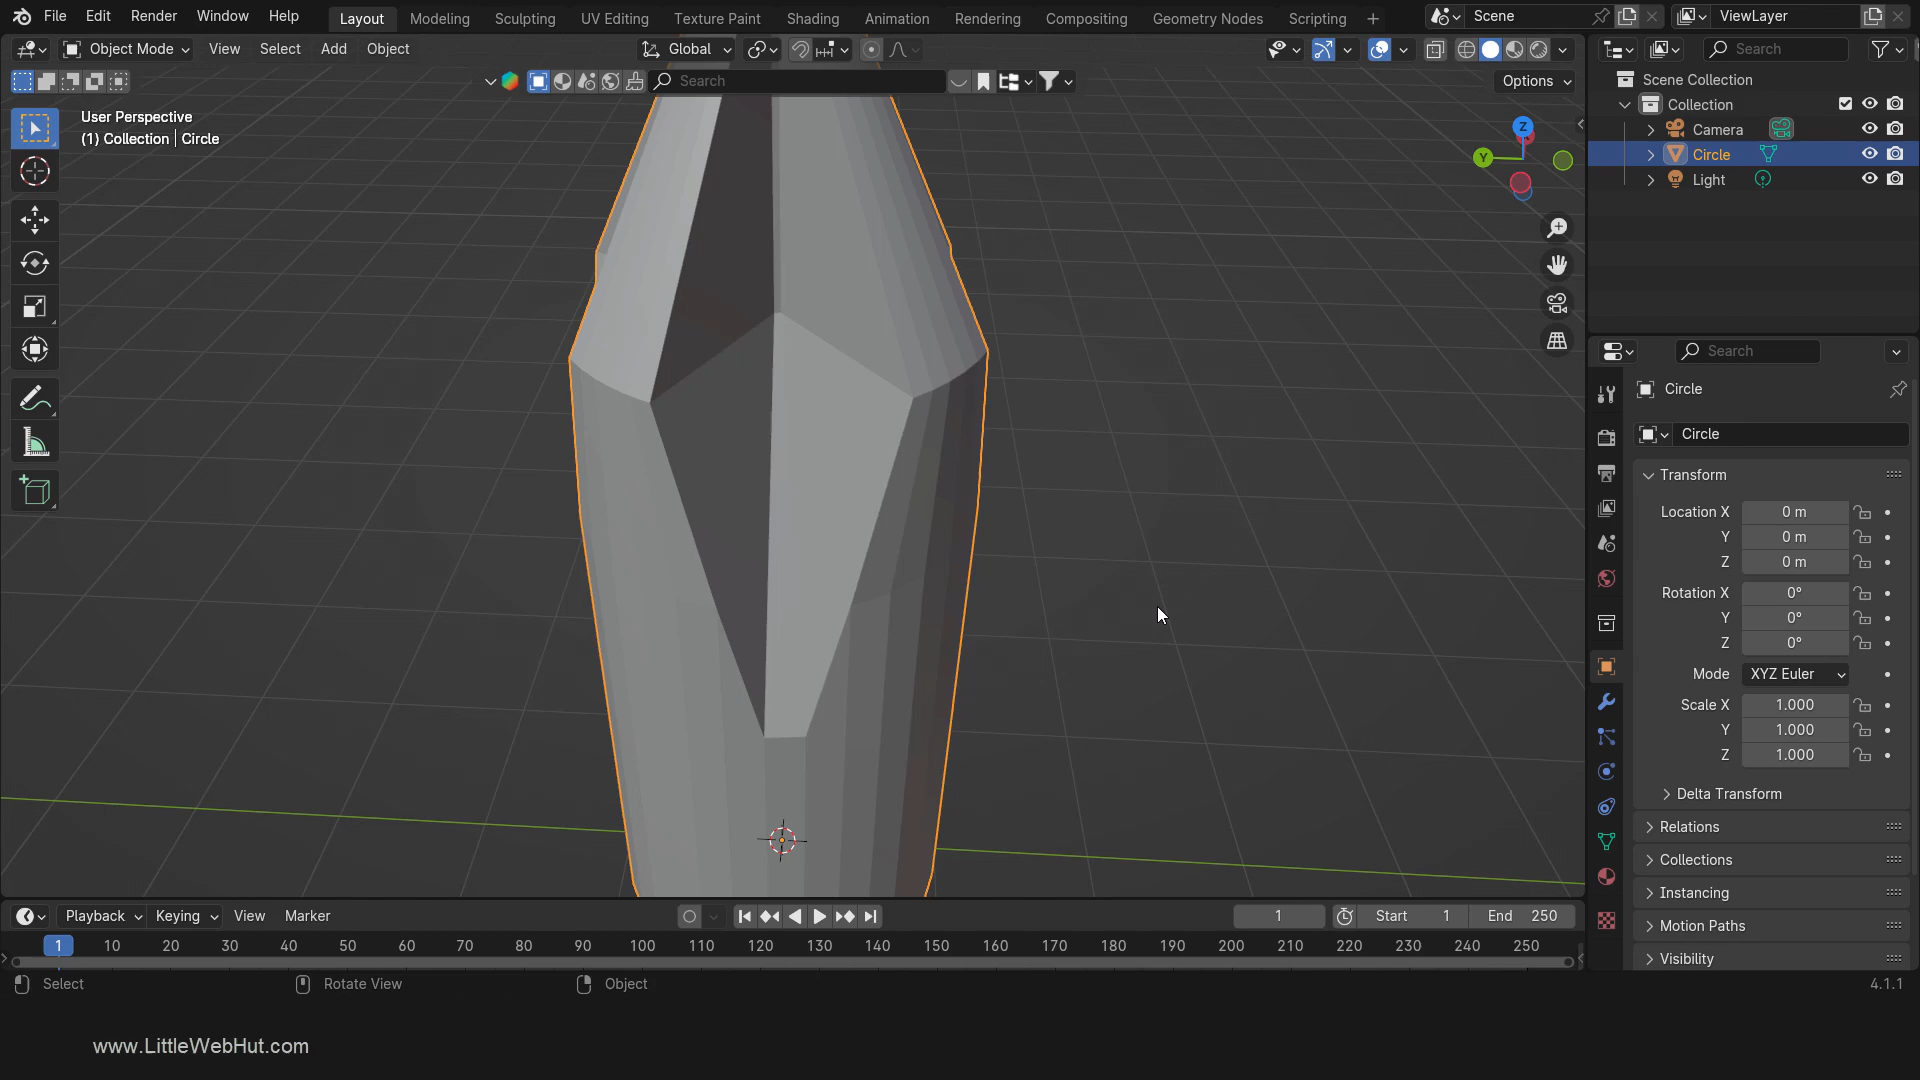 File Edit Render Window Help Layout Modeling Sculpting UV Editing Texture Paint Shading Animation Rendering Compositing Geometry Nodes Scripting + Scene ViewLayer
Object Mode View Select Add Object Global Search
Search Options
User Perspective
(1) Collection | Circle
Z
Y
Scene Collection
Collection
Camera
Circle
Light
Search
Circle
Circle
Transform
Location X 0 m
Y 0 m
Z 0 m
Rotation X 0°
Y 0°
Z 0°
Mode XYZ Euler
Scale X 1.000
Y 1.000
Z 1.000
Delta Transform
Relations
Collections
Instancing
Motion Paths
Visibility
Playback Keying View Marker 1 Start 1 End 250
1 10 20 30 40 50 60 70 80 90 100 110 120 130 140 150 160 170 180 190 200 210 220 230 240 250
Select Rotate View Object 4.1.1
www.LittleWebHut.com